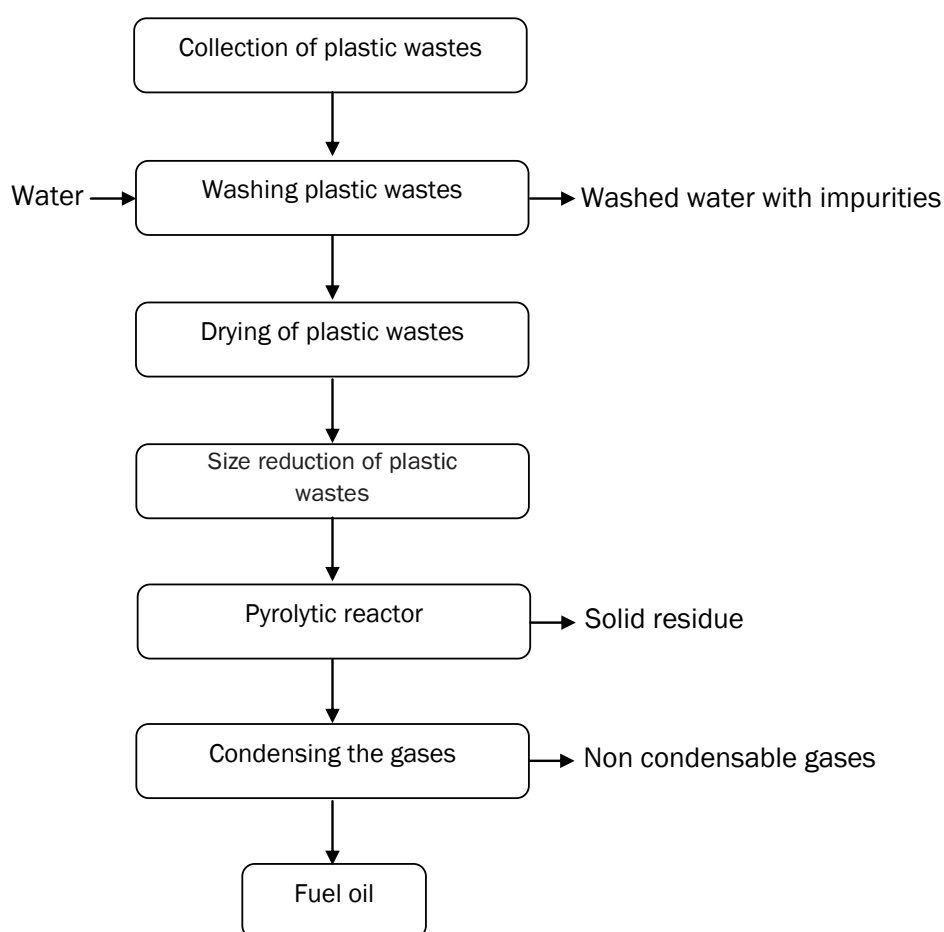 Collection of plastic wastes
Water
Washing plastic wastes
Washed water with impurities
Drying of plastic wastes
Size reduction of plastic
wastes
Pyrolytic reactor
Solid residue
Condensing the gases
Non condensable gases
Fuel oil